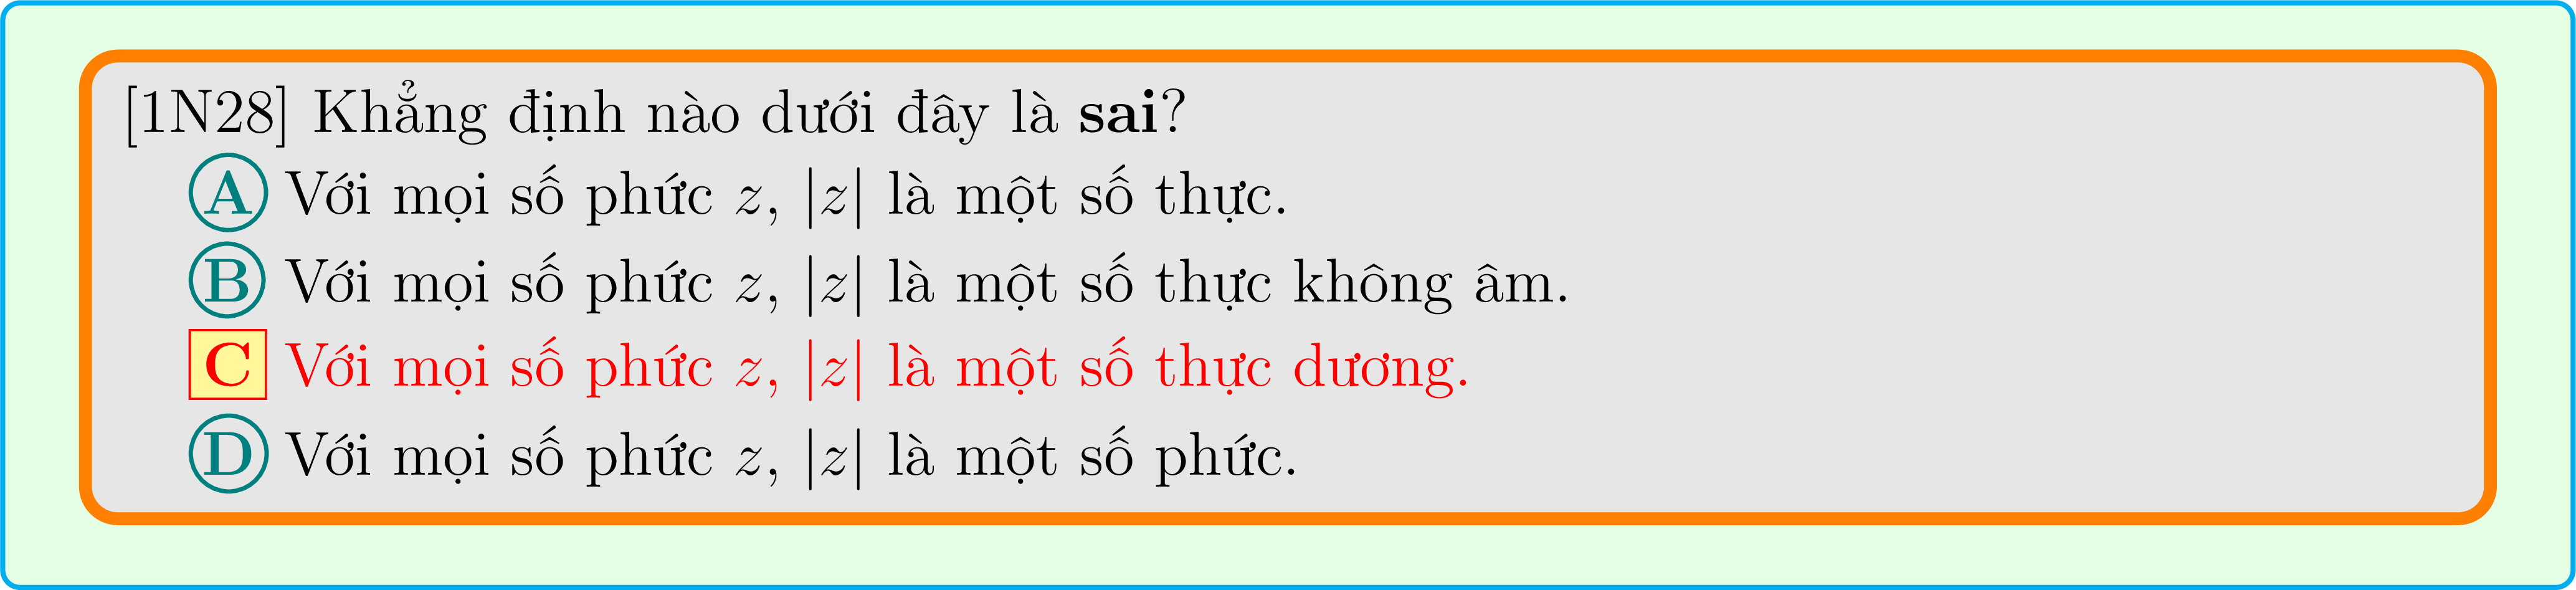 [1N28] Khẳng định nào dưới đây là sai?
A Với mọi số phức z, |z| là một số thực.
B Với mọi số phức z, |z| là một số thực không âm.
C Với mọi số phức z, |z| là một số thực dương.
D Với mọi số phức z, |z| là một số phức.